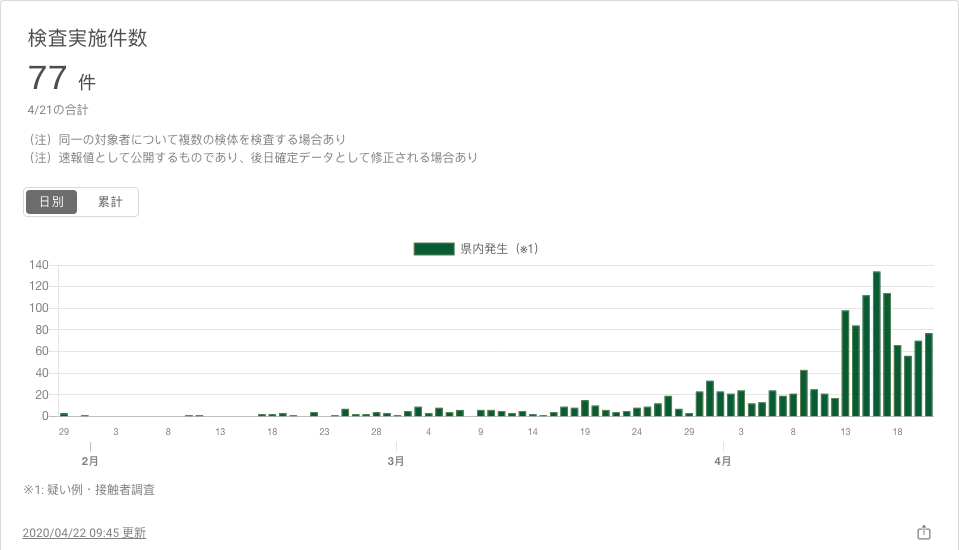 検査実施件数
77 件
4/21の合計
（注）同一の対象者について複数の検体を検査する場合あり
（注）速報値として公開するものであり、後日確定データとして修正される場合あり
日別 累計
県内発生（※1）
140
120
100
80
60
40
20
0
29 3 8 13 18 23 28 4 9 14 19 24 29 3 8 13 18
2月 3月 4月
※1: 疑い例・接触者調査
2020/04/22 09:45 更新